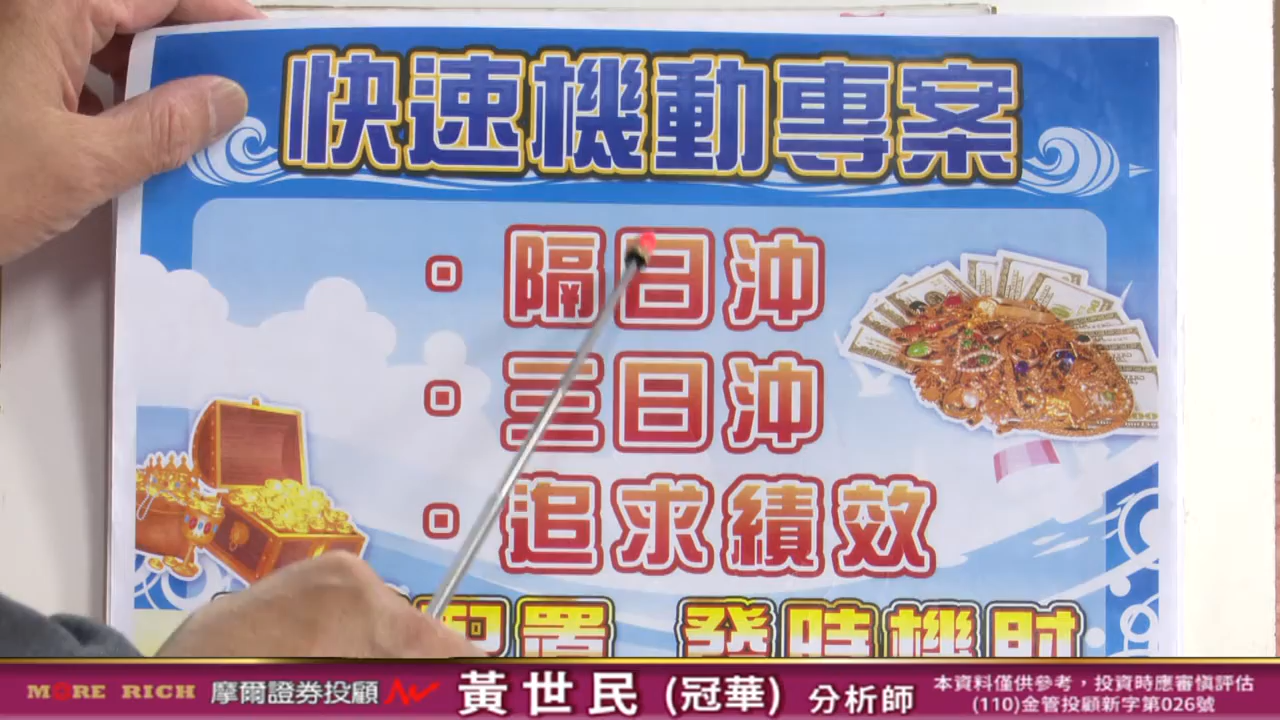 快速機動專案
隔日沖
三日沖
追求績效
配置 發時機財
MORE RICH 摩爾證券投顧 黃世民(冠華) 分析師
本資料僅供參考，投資時應審慎評估
(110)金管投顧新字第026號